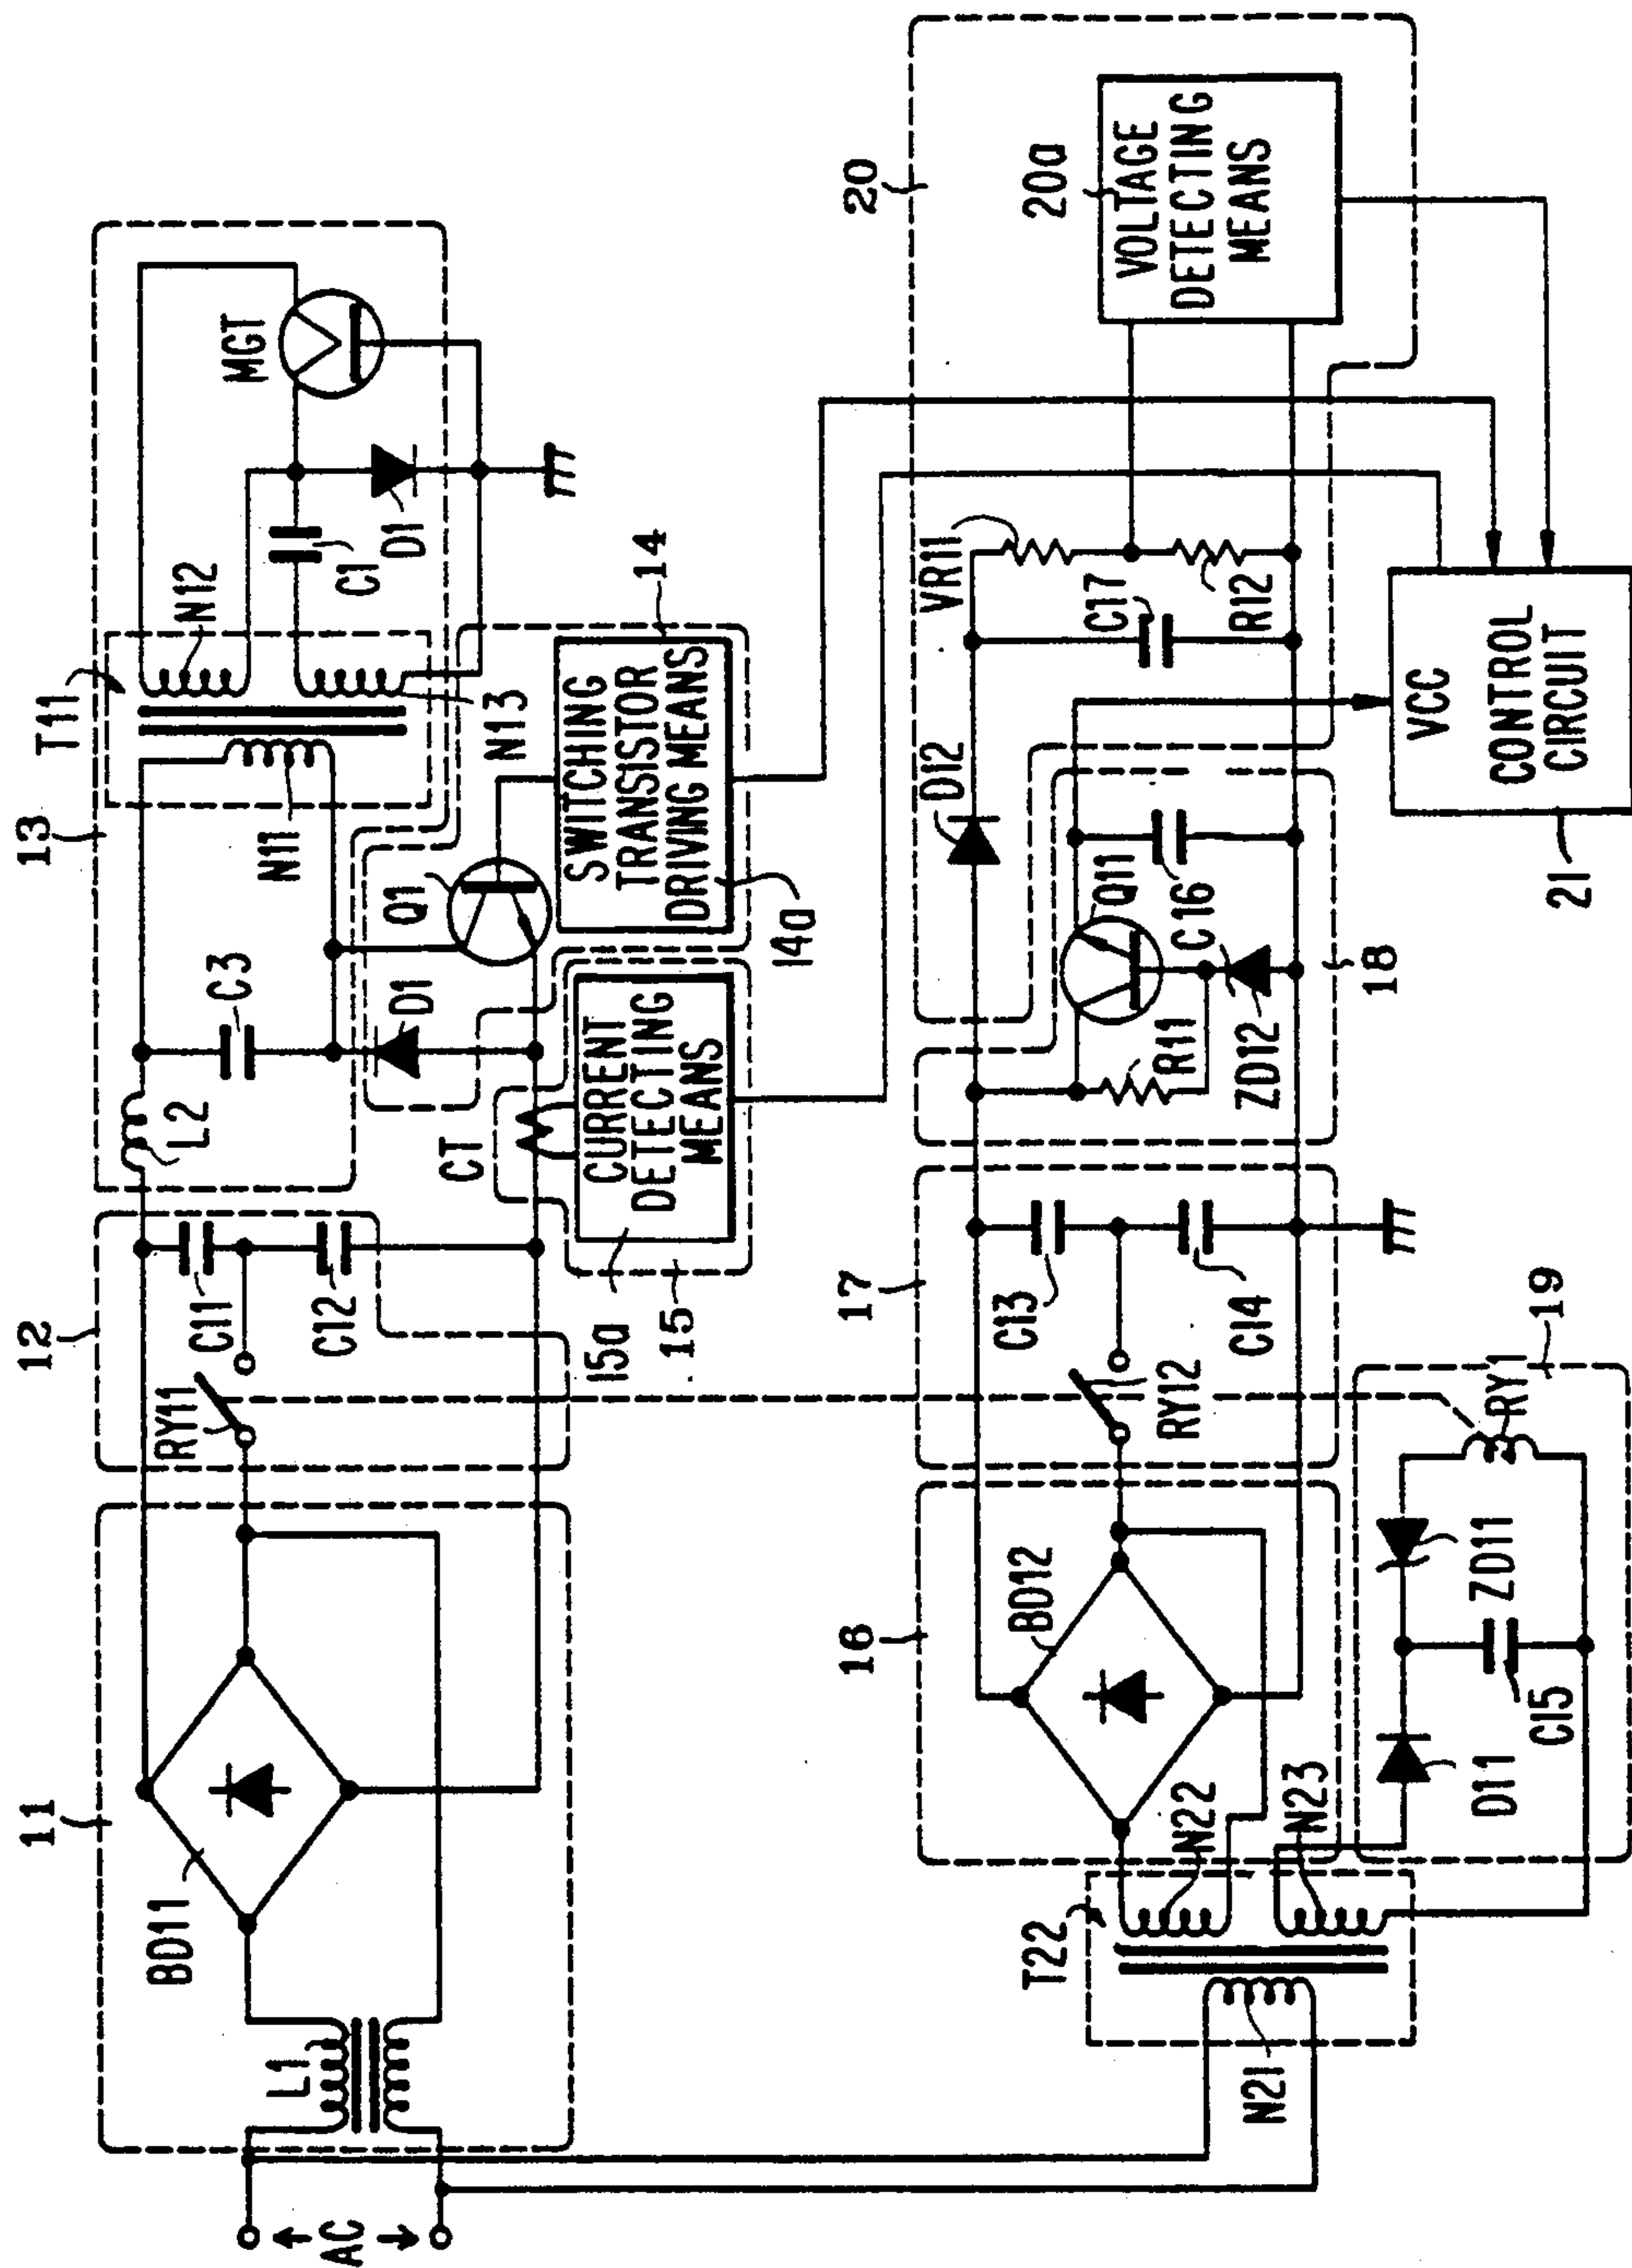 AC
L1
11
BD11
12
RY11
C11
C12
L2
C3
13
T11
N11
N12
N13
C1
D1
MGT
D1
Q1
CT
CURRENT
DETECTING
MEANS
15a
15
SWITCHING
TRANSISTOR
DRIVING MEANS
14
14a
T22
N21
N22
N23
16
BD12
17
RY12
C13
C14
D11
C15
ZD11
RY1
19
R11
ZD12
Q11
C16
18
D12
VR11
C17
R12
20
20a
VOLTAGE
DETECTING
MEANS
VCC
CONTROL
CIRCUIT
21